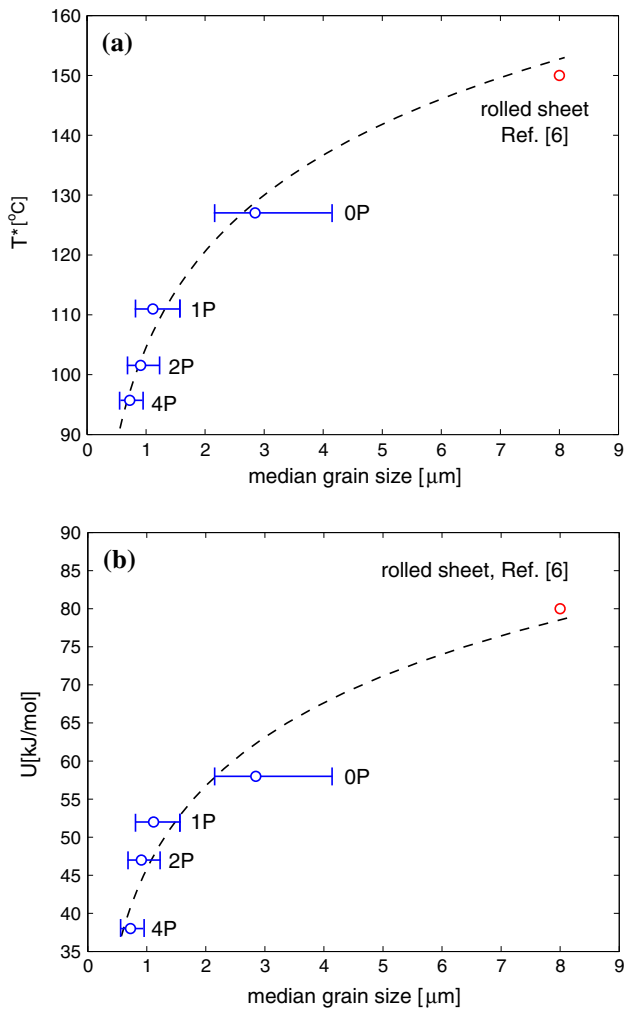 160
(a)
150
rolled sheet
Ref. [6]
140
130
0P
T*[°C]
120
110
1P
100
2P
4P
90
0 1 2 3 4 5 6 7 8 9
median grain size [μm]
90
(b)
85
rolled sheet, Ref. [6]
80
75
70
65
U[kJ/mol]
60
0P
55
1P
50
2P
45
40
4P
35
0 1 2 3 4 5 6 7 8 9
median grain size [μm]